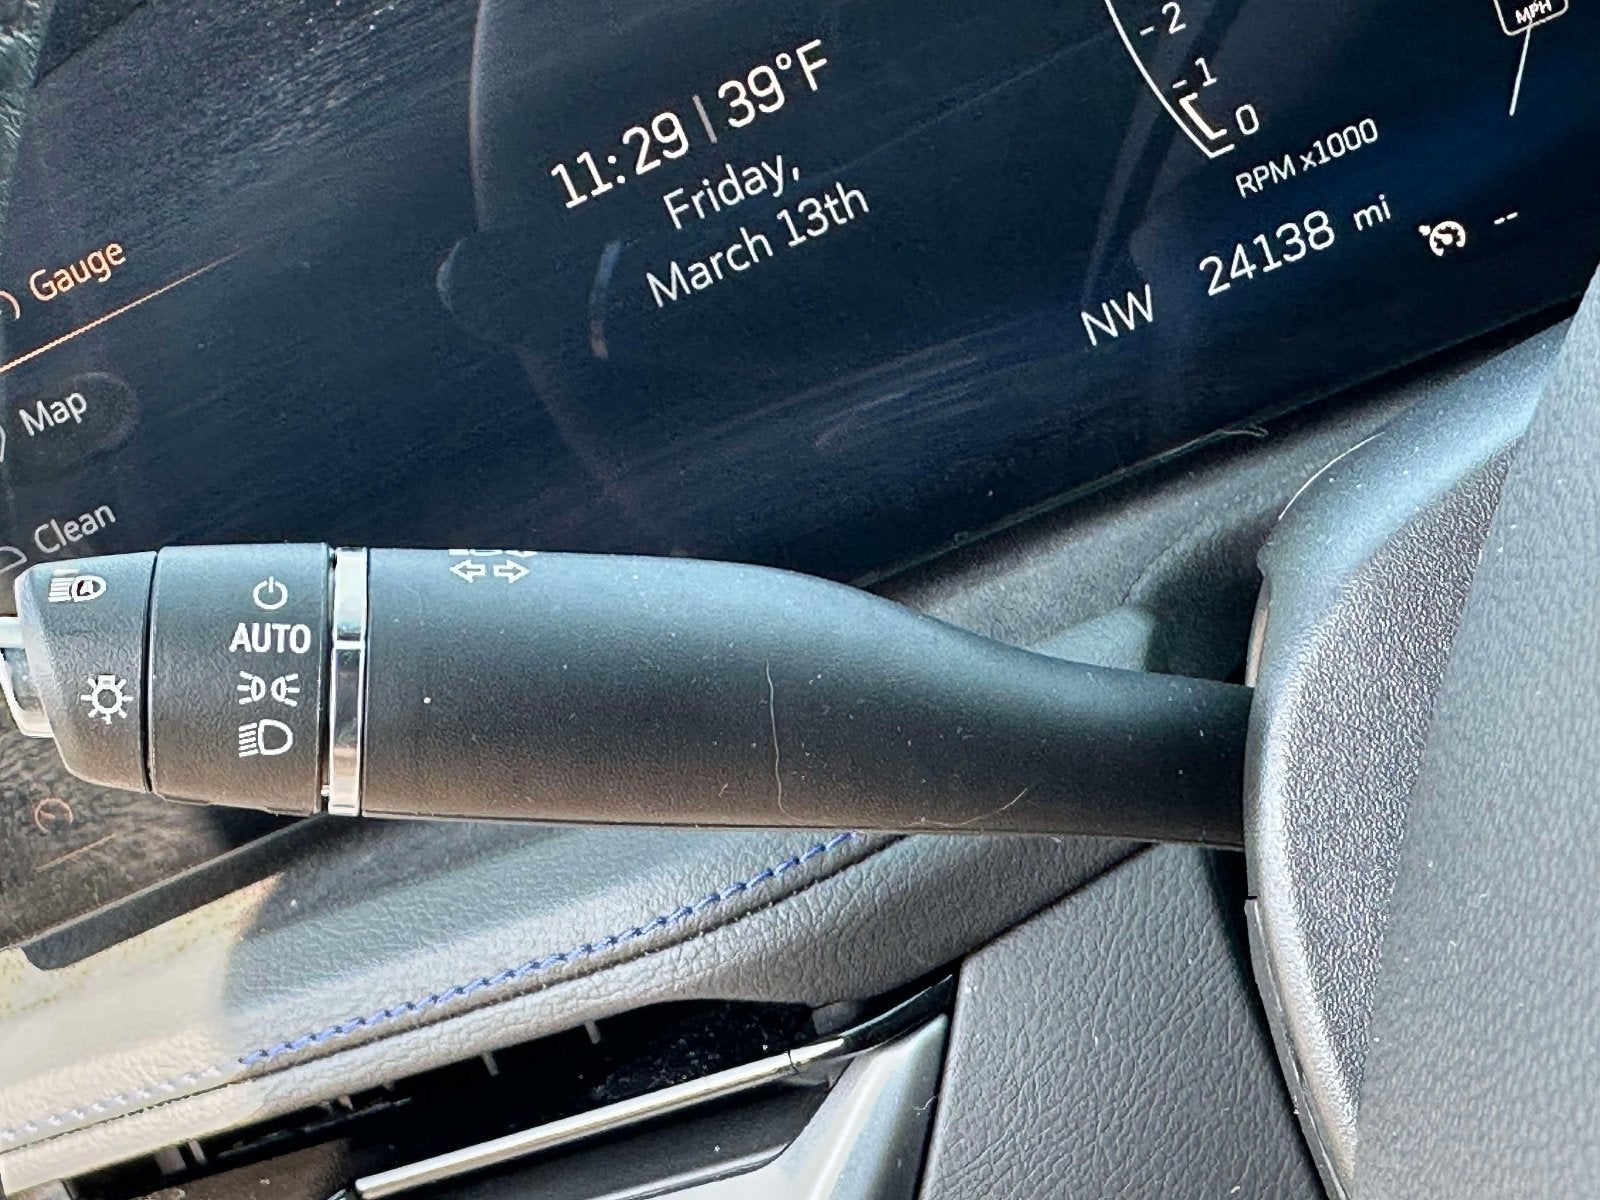 -2
-1
0
MPH
RPM x1000
11:29 | 39°F
Friday,
March 13th
24138 mi
--
NW
Gauge
Map
Clean
AUTO